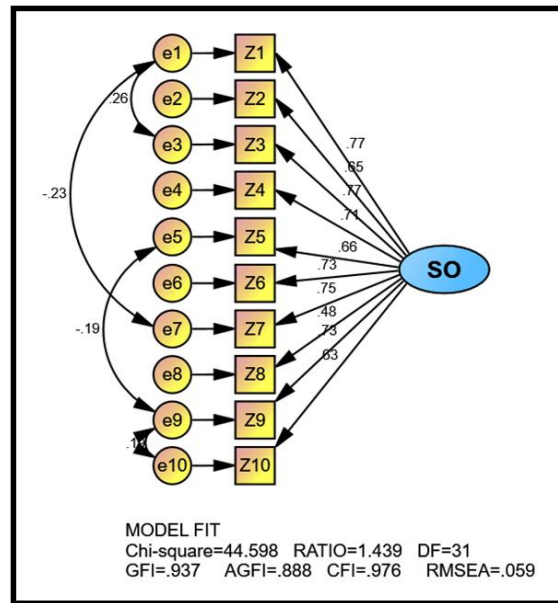 e1 Z1
e2 Z2
.26
e3 Z3
.77
.65
e4 Z4
.77
-.23
.71
e5 Z5
.66
SO
e6 Z6
.73
.75
e7 Z7
.48
-.19
.73
e8 Z8
.63
e9 Z9
e10 Z10
MODEL FIT
Chi-square=44.598 RATIO=1.439 DF=31
GFI=.937 AGFI=.888 CFI=.976 RMSEA=.059